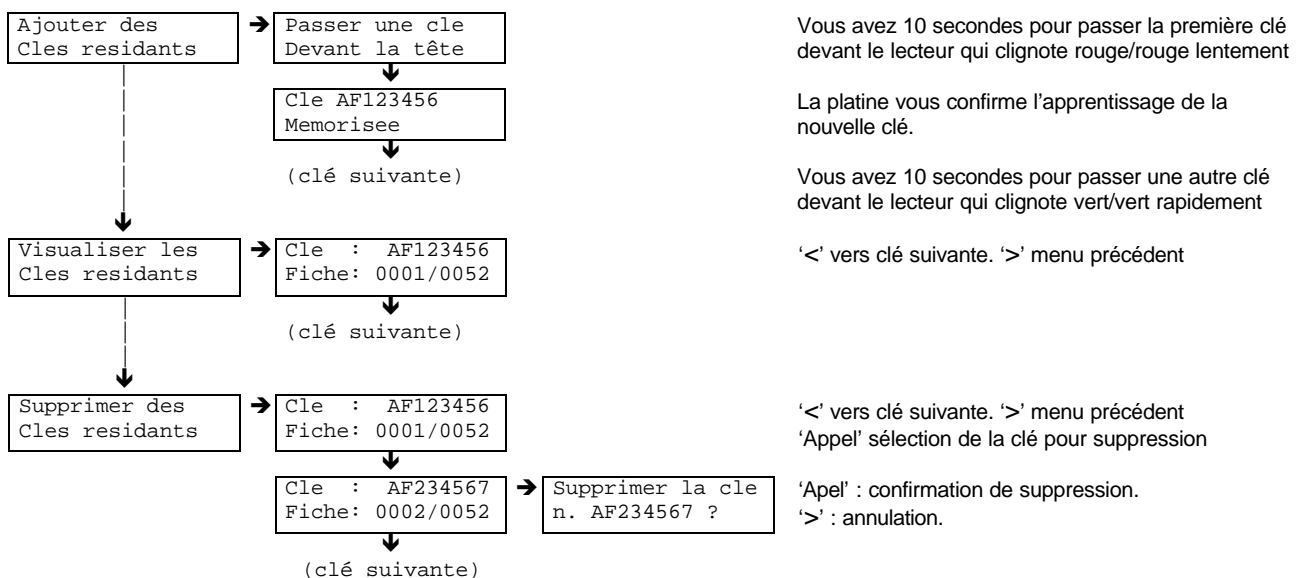 Ajouter des
Cles residants
Passer une cle
Devant la tête
Vous avez 10 secondes pour passer la première clé
devant le lecteur qui clignote rouge/rouge lentement
Cle AF123456
Memorisee
La platine vous confirme l’apprentissage de la
nouvelle clé.
(clé suivante)
Vous avez 10 secondes pour passer une autre clé
devant le lecteur qui clignote vert/vert rapidement
Visualiser les
Cles residants
Cle : AF123456
Fiche: 0001/0052
‘<’ vers clé suivante. ‘>’ menu précédent
(clé suivante)
Supprimer des
Cles residants
Cle : AF123456
Fiche: 0001/0052
‘<’ vers clé suivante. ‘>’ menu précédent
‘Appel’ sélection de la clé pour suppression
Cle : AF234567
Fiche: 0002/0052
Supprimer la cle
n. AF234567 ?
‘Apel’ : confirmation de suppression.
‘>’ : annulation.
(clé suivante)